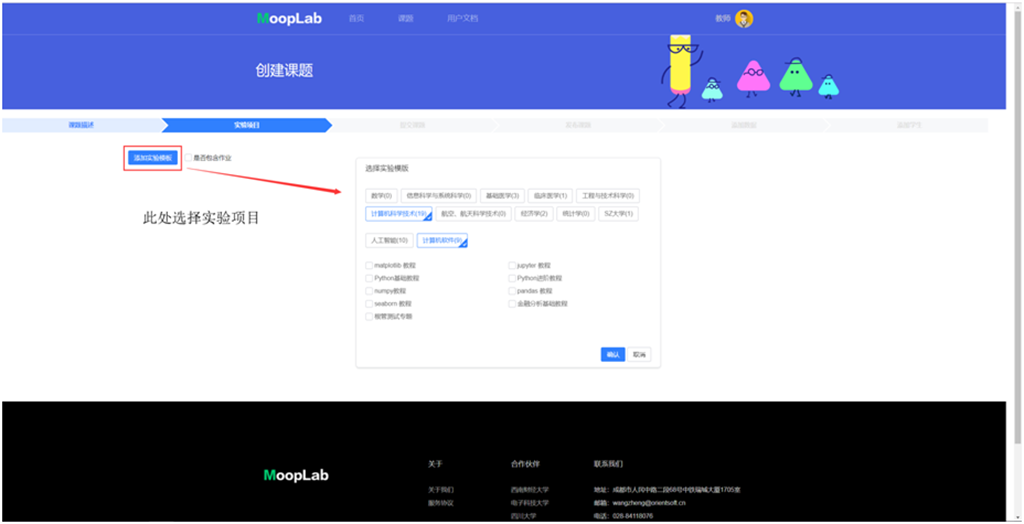 MoopLab 首页 课题 用户文档 教师
创建课题
课题描述 实验项目 提交课题
添加实验模板 是否包含作业
此处选择实验项目
选择实验模版
数学(0) 信息科学与系统科学(0) 基础医学(3) 临床医学(1) 工程与技术科学(0)
计算机科学技术(19) 航空、航天科学技术(0) 经济学(2) 统计学(0) SZ大学(1)
人工智能(10) 计算机软件(9)
matplotlib 教程 jupyter 教程
Python基础教程 Python进阶教程
numpy教程 pandas 教程
seaborn 教程 金融分析基础教程
确认 取消
MoopLab
关于 合作伙伴 联系我们
关于我们 西南财经大学 地址：成都市人民中路二段68号中铁瑞城大厦1705室
服务协议 电子科技大学 邮箱：wangzheng@orientsoft.cn
四川大学 电话：028-84118076